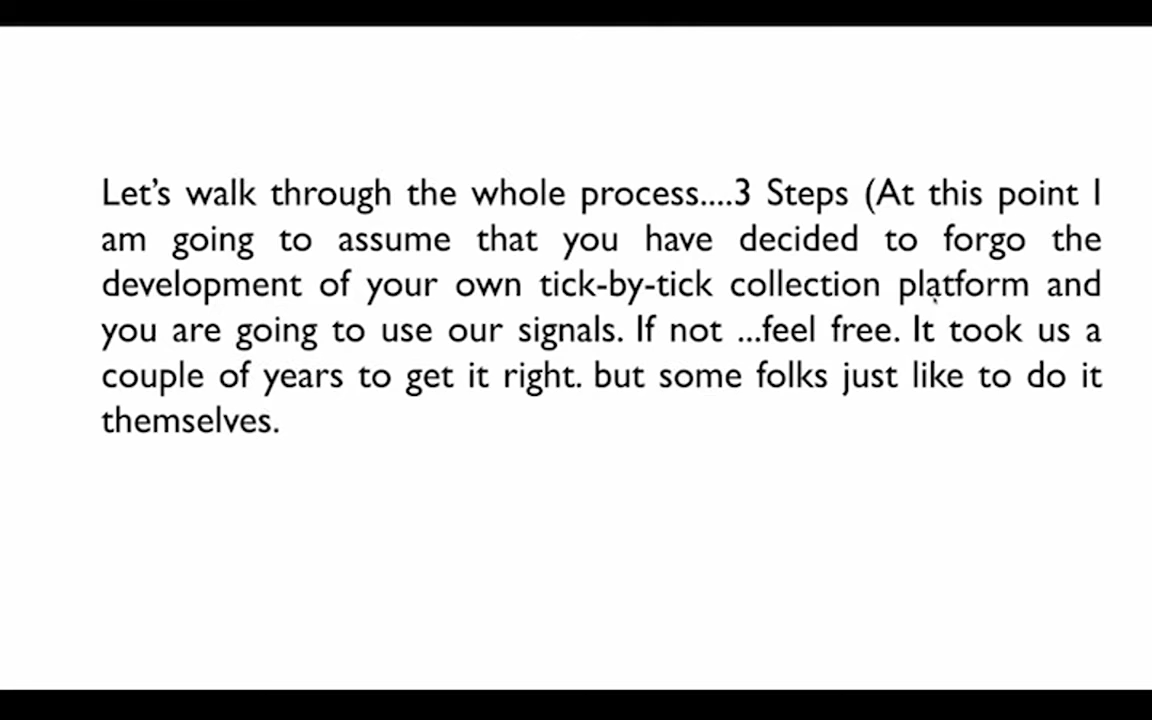 Let’s walk through the whole process....3 Steps (At this point I
am going to assume that you have decided to forgo the
development of your own tick-by-tick collection platform and
you are going to use our signals. If not ...feel free. It took us a
couple of years to get it right. but some folks just like to do it
themselves.